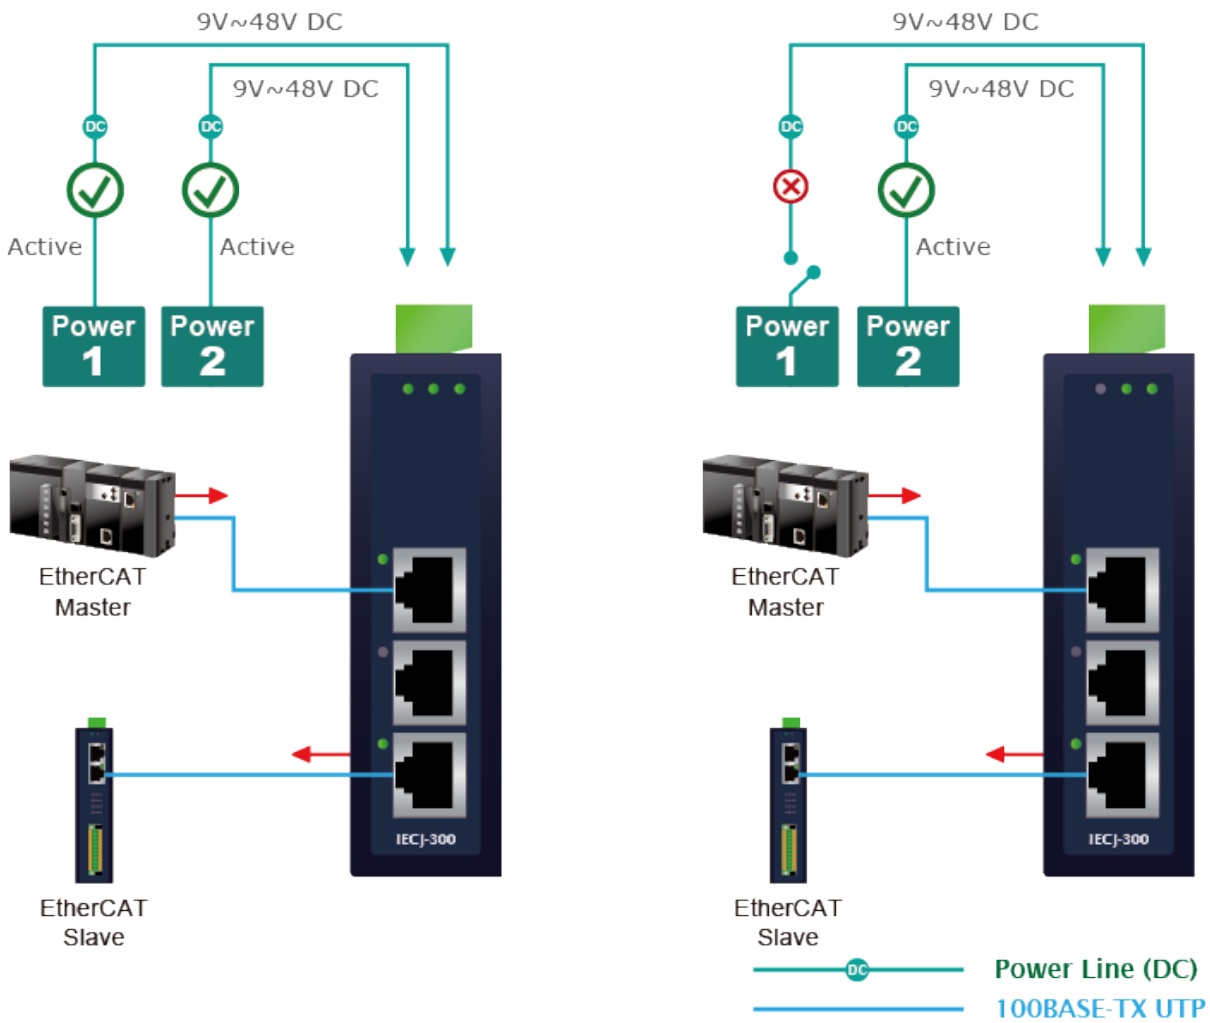 9V~48V DC
9V~48V DC
DC
DC
Active
Active
Power
1
Power
2
EtherCAT
Master
EtherCAT
Slave
IECJ-300
9V~48V DC
9V~48V DC
DC
DC
Active
Power
1
Power
2
EtherCAT
Master
EtherCAT
Slave
IECJ-300
DC
Power Line (DC)
100BASE-TX UTP